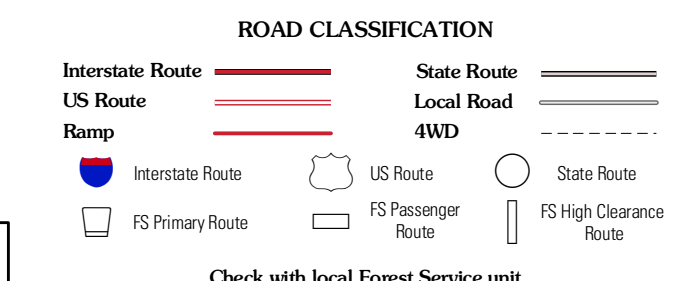 ROAD CLASSIFICATION
Interstate Route State Route
US Route Local Road
Ramp 4WD
Interstate Route US Route State Route
FS Primary Route
FS Passenger
Route
FS High Clearance
Route
Check with local Forest Service unit